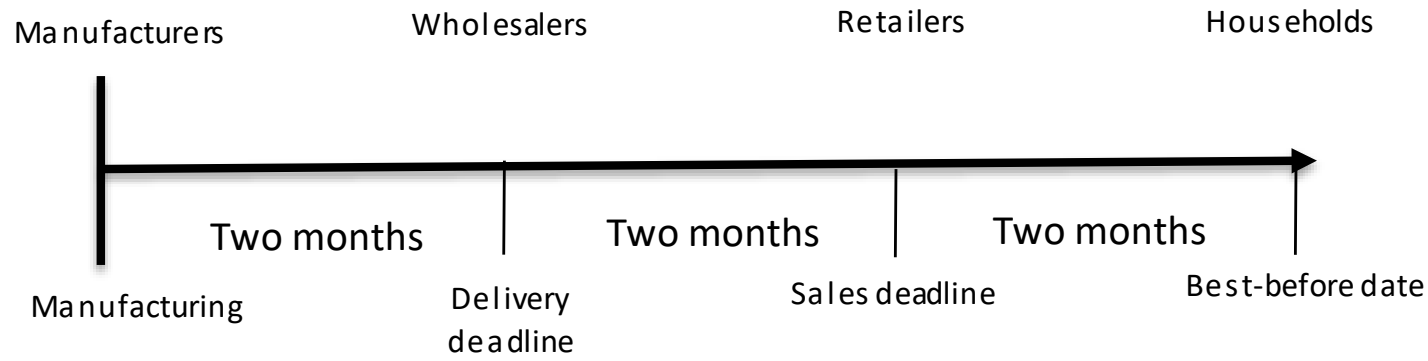 Manufacturers
Wholesalers
Retailers
Households
Two months
Two months
Two months
Manufacturing
Delivery
deadline
Sales deadline
Best-before date